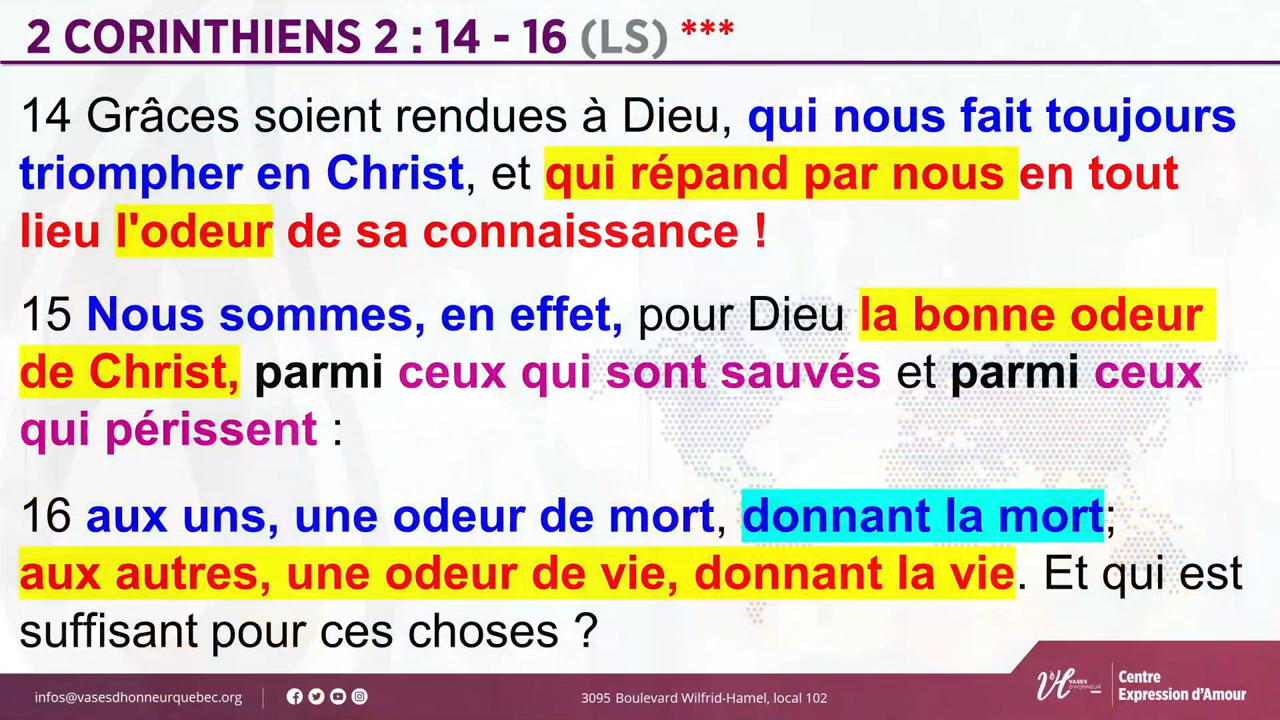 2 CORINTHIENS 2 : 14 - 16 (LS) ***
14 Grâces soient rendues à Dieu, qui nous fait toujours
triompher en Christ, et qui répand par nous en tout
lieu l'odeur de sa connaissance !
15 Nous sommes, en effet, pour Dieu la bonne odeur
de Christ, parmi ceux qui sont sauvés et parmi ceux
qui périssent :
16 aux uns, une odeur de mort, donnant la mort;
aux autres, une odeur de vie, donnant la vie. Et qui est
suffisant pour ces choses ?
infos@vasesdhonneurquebec.org
3095 Boulevard Wilfrid-Hamel, local 102
VH VASES D'HONNEUR
Centre
Expression d'Amour